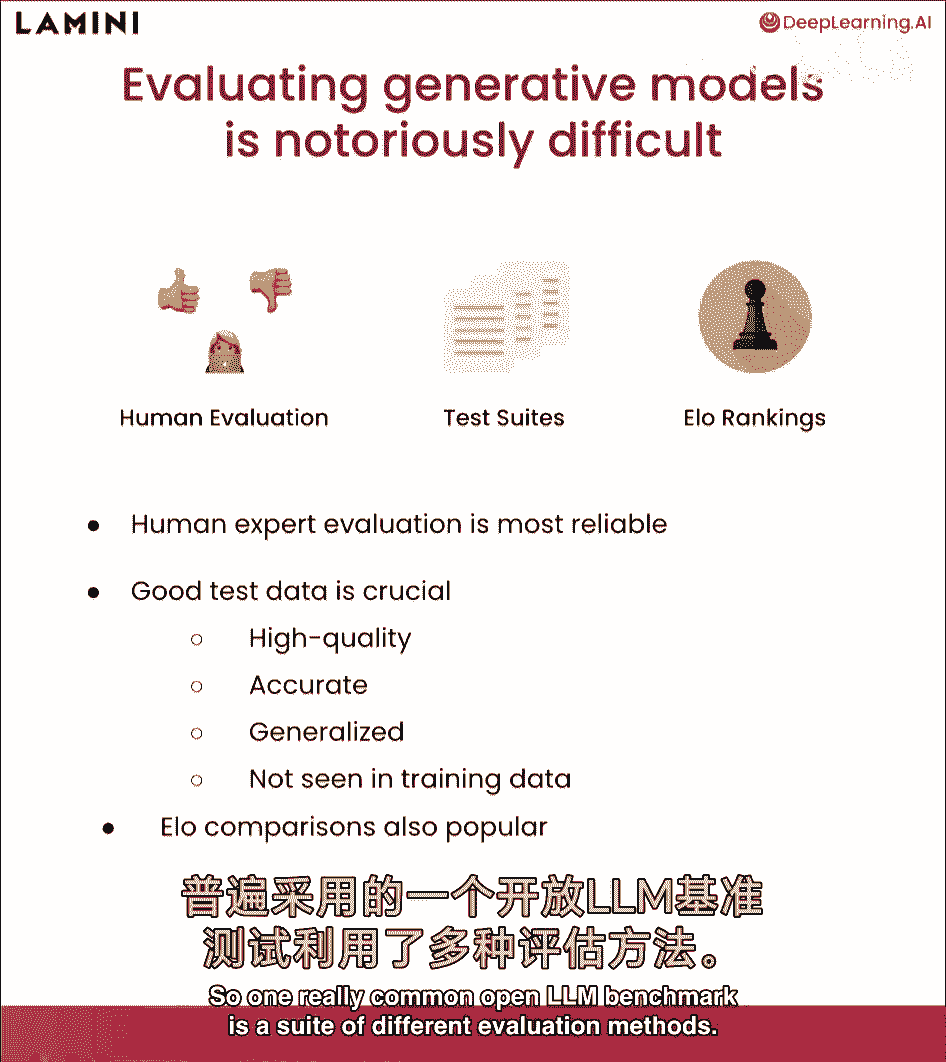 LAMINI
DeepLearning.AI
Evaluating generative models
is notoriously difficult
Human Evaluation
Test Suites
Elo Rankings
● Human expert evaluation is most reliable
● Good test data is crucial
○ High-quality
○ Accurate
○ Generalized
○ Not seen in training data
● Elo comparisons also popular
普遍采用的一个开放LLM基准
测试利用了多种评估方法。
So one really common open LLM benchmark
is a suite of different evaluation methods.